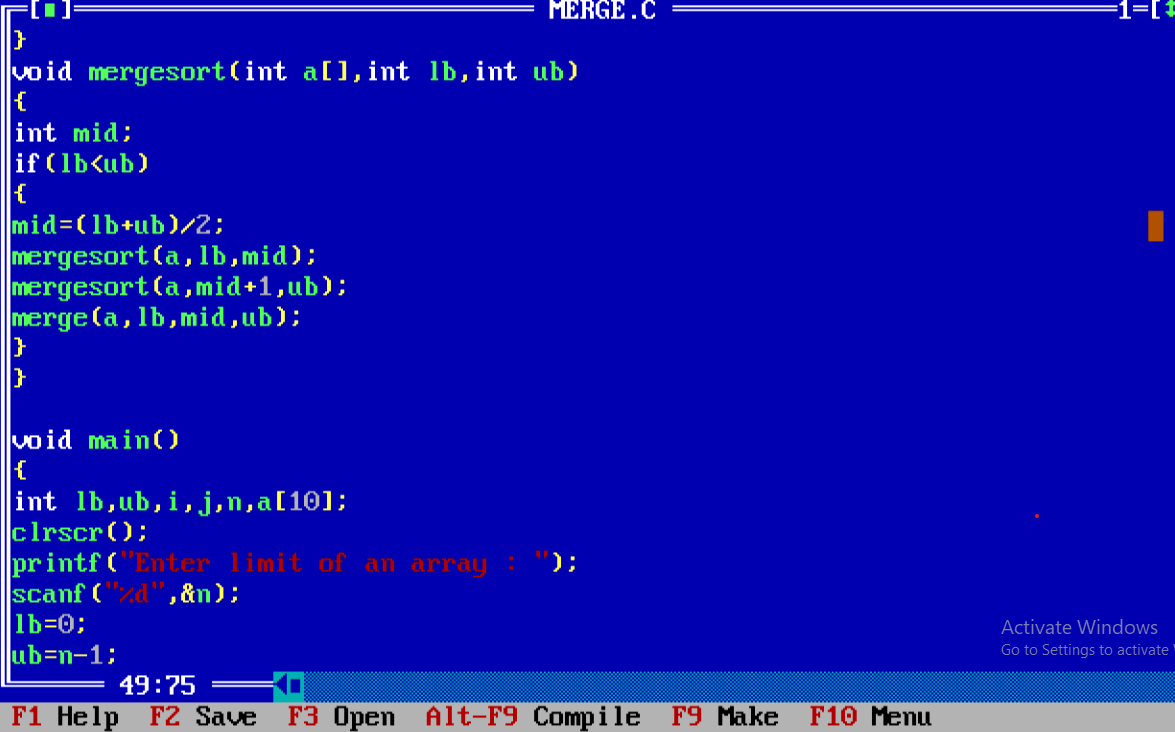 [■] MERGE.C 1=[
}
void mergesort(int a[],int lb,int ub)
{
int mid;
if(lb<ub)
{
mid=(lb+ub)/2;
mergesort(a,lb,mid);
mergesort(a,mid+1,ub);
merge(a,lb,mid,ub);
}
}
void main()
{
int lb,ub,i,j,n,a[10];
clrscr();
printf("Enter limit of an array : ");
scanf("%d",&n);
lb=0;
ub=n-1;
Activate Windows
Go to Settings to activate
49:75
F1 Help F2 Save F3 Open Alt-F9 Compile F9 Make F10 Menu